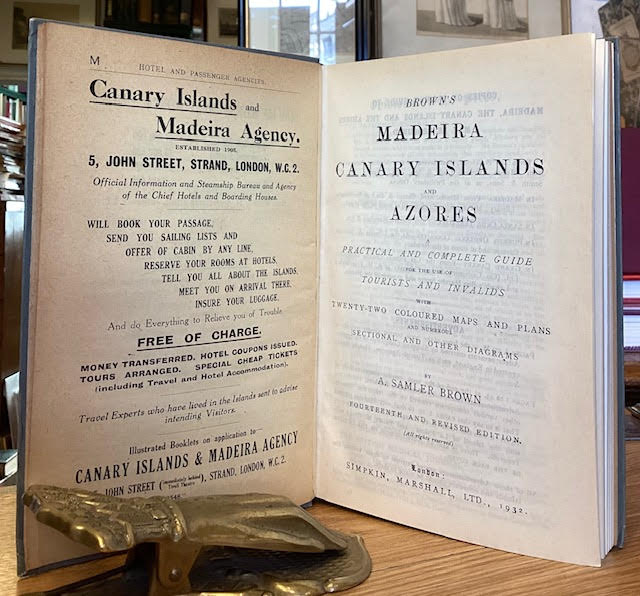 M.
HOTEL AND PASSENGER AGENCIES.
Canary Islands and
Madeira Agency.
ESTABLISHED 1906.
5, JOHN STREET, STRAND, LONDON, W.C. 2.
Official Information and Steamship Bureau and Agency
of the Chief Hotels and Boarding Houses.
WILL BOOK YOUR PASSAGE,
SEND YOU SAILING LISTS AND
OFFER OF CABIN BY ANY LINE,
RESERVE YOUR ROOMS AT HOTELS,
TELL YOU ALL ABOUT THE ISLANDS,
MEET YOU ON ARRIVAL THERE,
INSURE YOUR LUGGAGE,
And do Everything to Relieve you of Trouble
FREE OF CHARGE.
MONEY TRANSFERRED. HOTEL COUPONS ISSUED.
TOURS ARRANGED. SPECIAL CHEAP TICKETS
(including Travel and Hotel Accommodation).
Travel Experts who have lived in the Islands sent to advise
intending Visitors.
Illustrated Booklets on application to—
CANARY ISLANDS & MADEIRA AGENCY
JOHN STREET (immediately behind Tivoli Theatre), STRAND, LONDON, W.C. 2.
BROWN'S
MADEIRA
CANARY ISLANDS
AND
AZORES
A
PRACTICAL AND COMPLETE GUIDE
FOR THE USE OF
TOURISTS AND INVALIDS
WITH
TWENTY-TWO COLOURED MAPS AND PLANS
AND NUMEROUS
SECTIONAL AND OTHER DIAGRAMS
BY
A. SAMLER BROWN
FOURTEENTH AND REVISED EDITION.
(All rights reserved)
London:
SIMPKIN, MARSHALL, LTD., 1932.